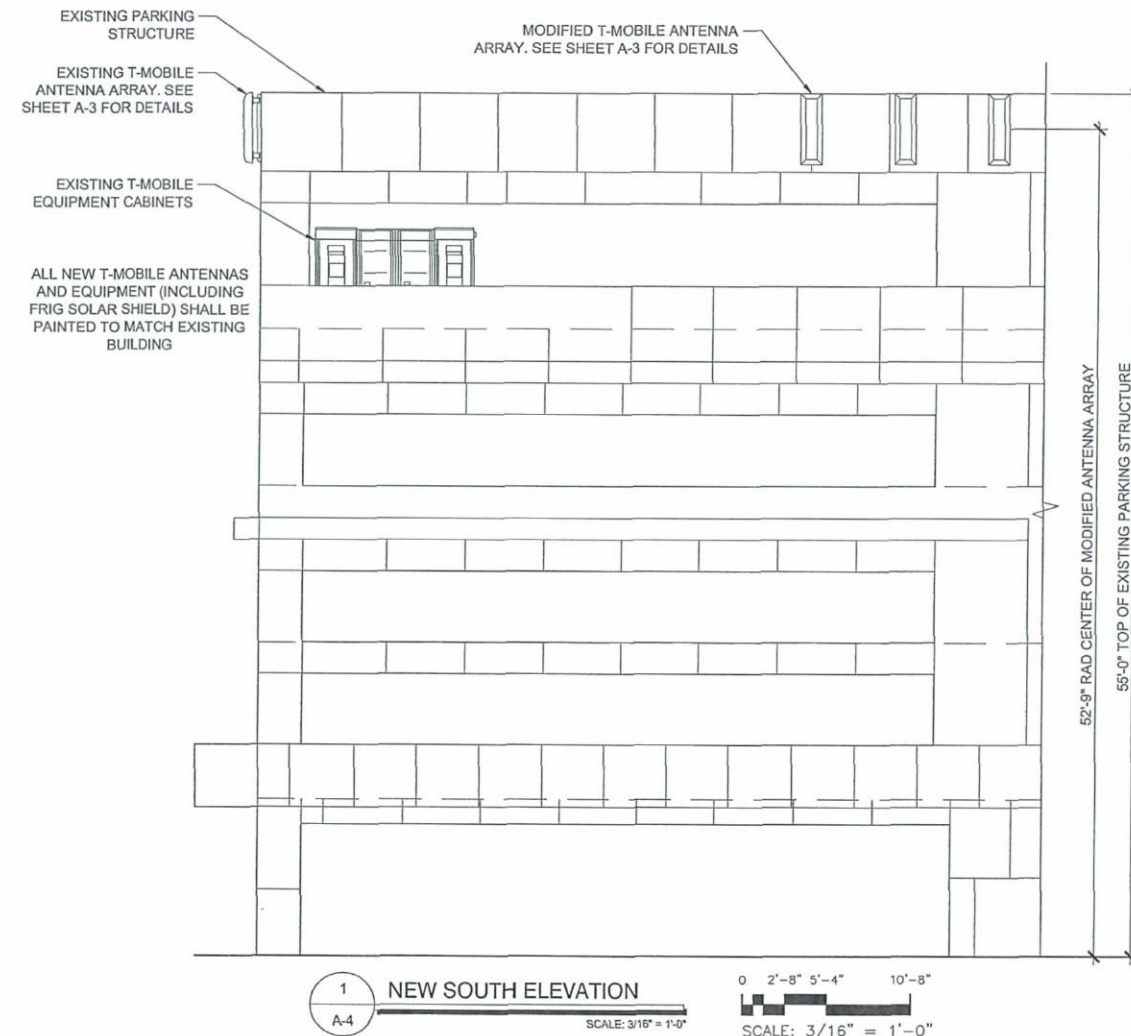 EXISTING PARKING
STRUCTURE
MODIFIED T-MOBILE ANTENNA
ARRAY. SEE SHEET A-3 FOR DETAILS
EXISTING T-MOBILE
ANTENNA ARRAY. SEE
SHEET A-3 FOR DETAILS
EXISTING T-MOBILE
EQUIPMENT CABINETS
ALL NEW T-MOBILE ANTENNAS
AND EQUIPMENT (INCLUDING
FRIG SOLAR SHIELD) SHALL BE
PAINTED TO MATCH EXISTING
BUILDING
52'-9" RAD CENTER OF MODIFIED ANTENNA ARRAY
55'-0" TOP OF EXISTING PARKING STRUCTURE
1
A-4
NEW SOUTH ELEVATION
SCALE: 3/16" = 1'-0"
0 2'-8" 5'-4" 10'-8"
SCALE: 3/16" = 1'-0"